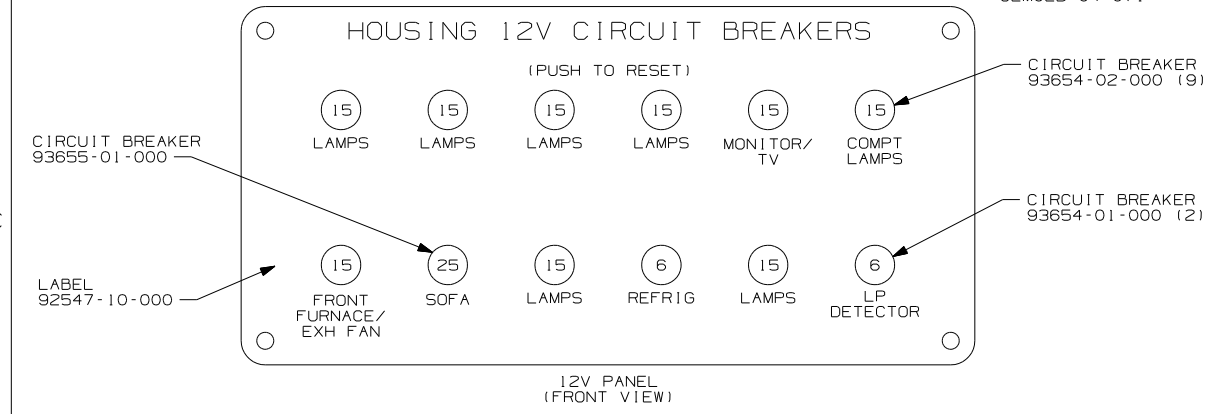 HOUSING 12V CIRCUIT BREAKERS
(PUSH TO RESET)
15
LAMPS
15
LAMPS
15
LAMPS
15
LAMPS
15
MONITOR/
TV
15
COMPT
LAMPS
CIRCUIT BREAKER
93654-02-000 (9)
CIRCUIT BREAKER
93655-01-000
CIRCUIT BREAKER
93654-01-000 (2)
LABEL
92547-10-000
15
FRONT
FURNACE/
EXH FAN
25
SOFA
15
LAMPS
6
REFRIG
15
LAMPS
6
LP
DETECTOR
12V PANEL
(FRONT VIEW)